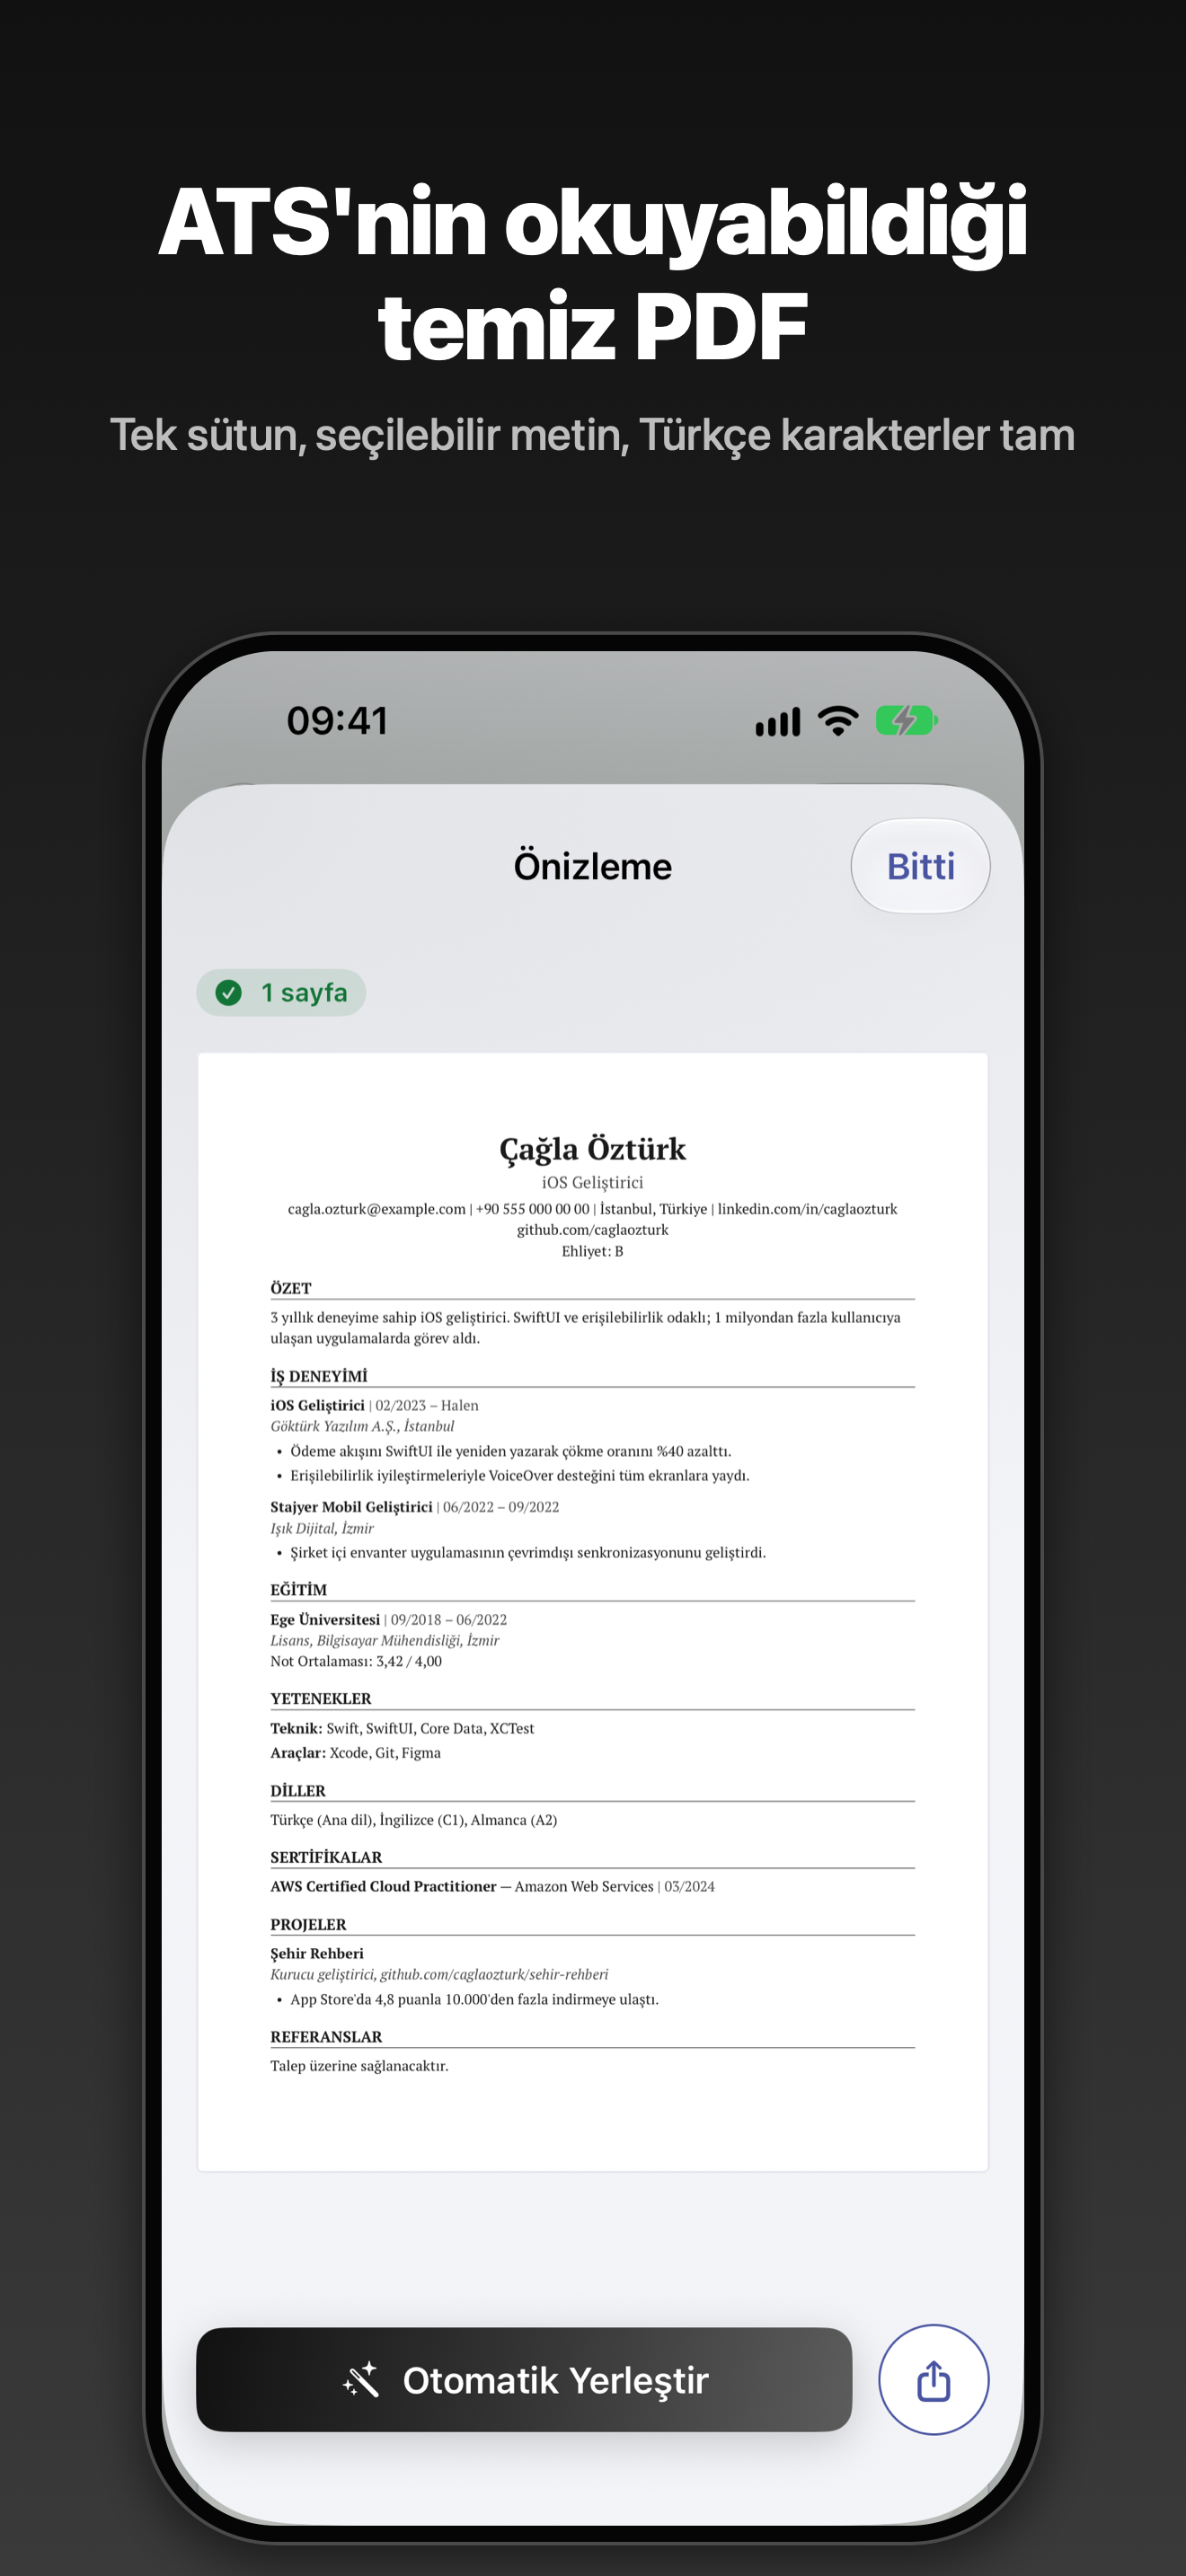 ATS'nin okuyabildiği
temiz PDF
Tek sütun, seçilebilir metin, Türkçe karakterler tam
09:41
Önizleme
Bitti
1 sayfa
Çağla Öztürk
iOS Geliştirici
cagla.ozturk@example.com | +90 555 000 00 00 | İstanbul, Türkiye | linkedin.com/in/caglaozturk
github.com/caglaozturk
Ehliyet: B
ÖZET
3 yıllık deneyime sahip iOS geliştirici. SwiftUI ve erişilebilirlik odaklı; 1 milyondan fazla kullanıcıya
ulaşan uygulamalarda görev aldı.
İŞ DENEYİMİ
iOS Geliştirici | 02/2023 – Halen
Göktürk Yazılım A.Ş., İstanbul
• Ödeme akışını SwiftUI ile yeniden yazarak çökme oranını %40 azalttı.
• Erişilebilirlik iyileştirmeleriyle VoiceOver desteğini tüm ekranlara yaydı.
Stajyer Mobil Geliştirici | 06/2022 – 09/2022
Işık Dijital, İzmir
• Şirket içi envanter uygulamasının çevrimdışı senkronizasyonunu geliştirdi.
EĞİTİM
Ege Üniversitesi | 09/2018 – 06/2022
Lisans, Bilgisayar Mühendisliği, İzmir
Not Ortalaması: 3,42 / 4,00
YETENEKLER
Teknik: Swift, SwiftUI, Core Data, XCTest
Araçlar: Xcode, Git, Figma
DİLLER
Türkçe (Ana dil), İngilizce (C1), Almanca (A2)
SERTİFİKALAR
AWS Certified Cloud Practitioner — Amazon Web Services | 03/2024
PROJELER
Şehir Rehberi
Kurucu geliştirici, github.com/caglaozturk/sehir-rehberi
• App Store'da 4,8 puanla 10.000'den fazla indirmeye ulaştı.
REFERANSLAR
Talep üzerine sağlanacaktır.
Otomatik Yerleştir